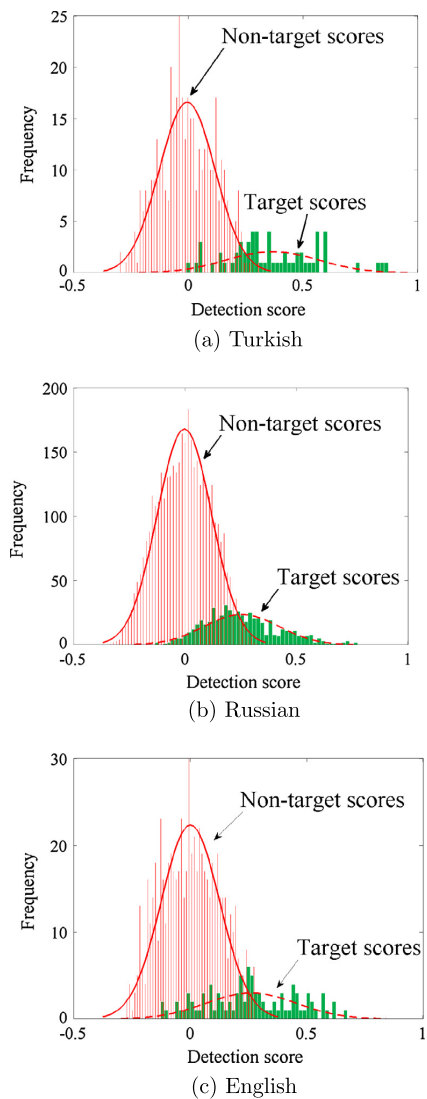 25
Non-target scores
20
15
Frequency
10
Target scores
5
0
-0.5
0
0.5
1
Detection score
(a) Turkish
200
Non-target scores
150
Frequency
100
Target scores
50
0
-0.5
0
0.5
1
Detection score
(b) Russian
30
Non-target scores
20
Frequency
10
Target scores
0
-0.5
0
0.5
1
Detection score
(c) English